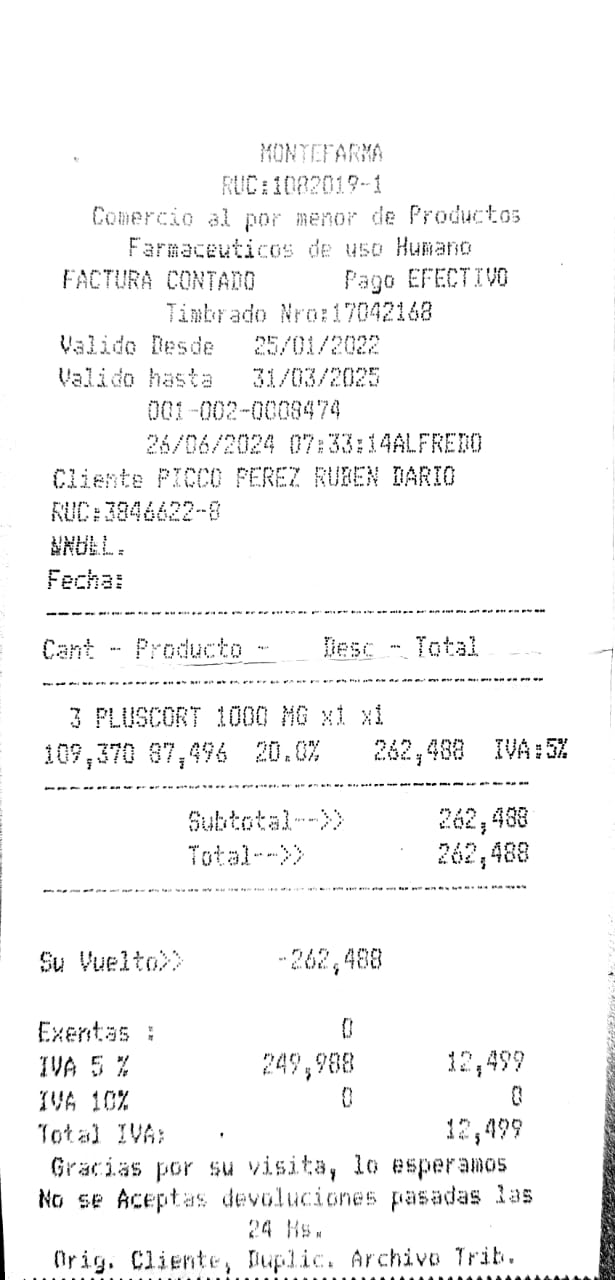 MONTEFARMA
RUC:1082019-1
Comercio al por menor de Productos
Farmaceuticos de uso Humano
FACTURA CONTADO Pago EFECTIVO
Timbrado Nro:17042168
Valido Desde 25/01/2022
Valido hasta 31/03/2025
001-002-0008474
26/06/2024 07:33:14ALFREDO
Cliente PICCO PEREZ RUBEN DARIO
RUC:3846622-8
Fecha:
Cant - Producto - Desc - Total
3 PLUSCORT 1000 MG x1 x1
109,370 87,496 20.0% 262,488 IVA:5%
Subtotal-->> 262,488
Total-->> 262,488
Su Vuelto>> -262,488
Exentas : 0
IVA 5 % 249,988 12,499
IVA 10% 0 0
Total IVA: 12,499
Gracias por su visita, lo esperamos
No se Aceptas devoluciones pasadas las
24 Hs.
Orig. Cliente, Duplic. Archivo Trib.